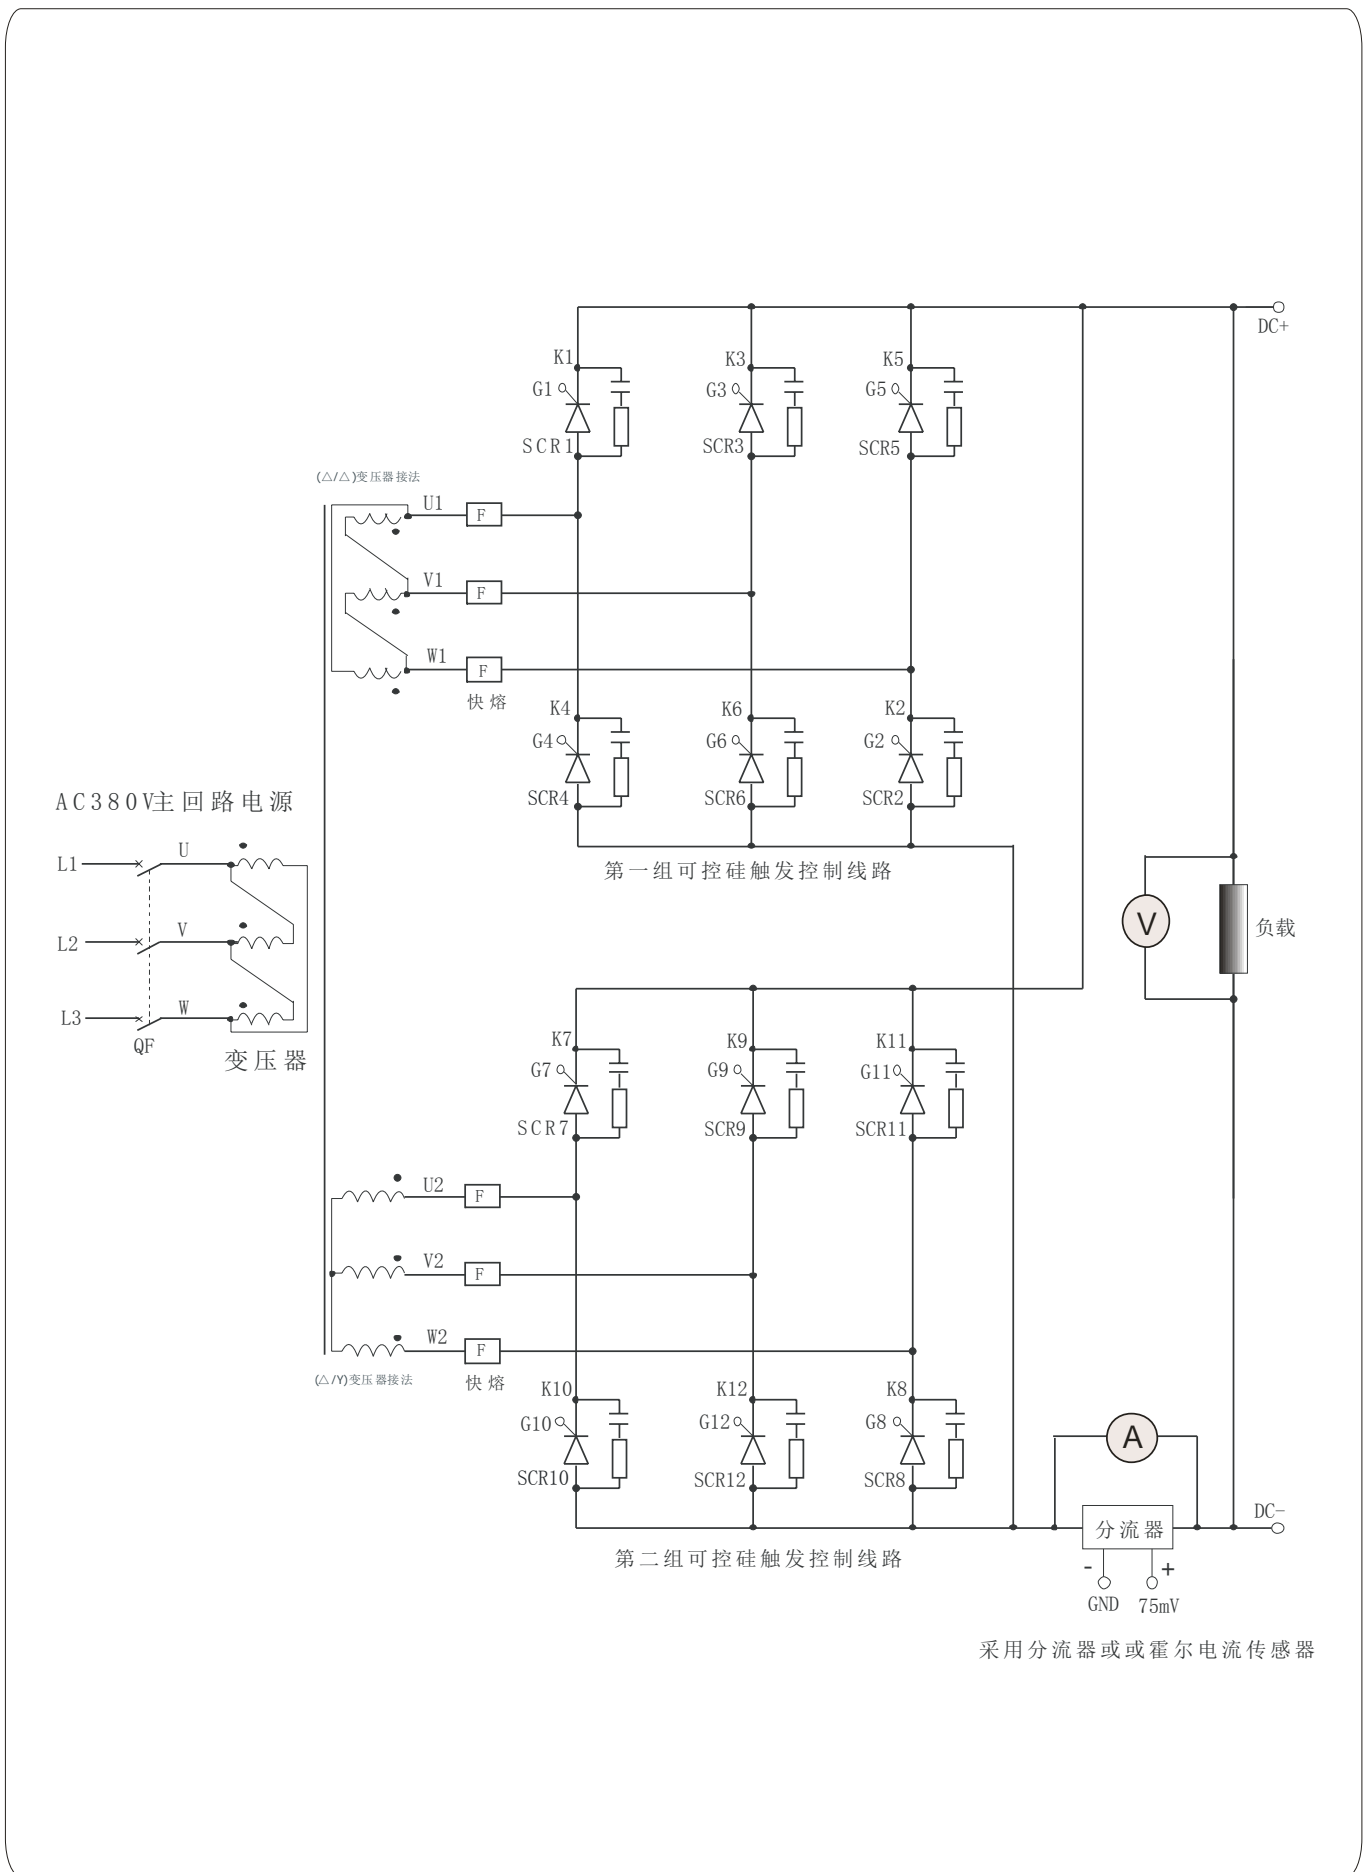 DC+
K1
K3
K5
G1
G3
G5
SCR1
SCR3
SCR5
(△/△)变压器接法
U1
F
V1
F
W1
F
快熔
K4
K6
K2
G4
G6
G2
SCR4
SCR6
SCR2
AC380V主回路电源
L1
U
L2
V
L3
W
QF
变压器
第一组可控硅触发控制线路
V
负载
K7
K9
K11
G7
G9
G11
SCR7
SCR9
SCR11
U2
F
V2
F
W2
F
(△/Y)变压器接法
快熔
K10
K12
K8
G10
G12
G8
SCR10
SCR12
SCR8
A
DC-
分流器
- +
GND 75mV
第二组可控硅触发控制线路
采用分流器或或霍尔电流传感器